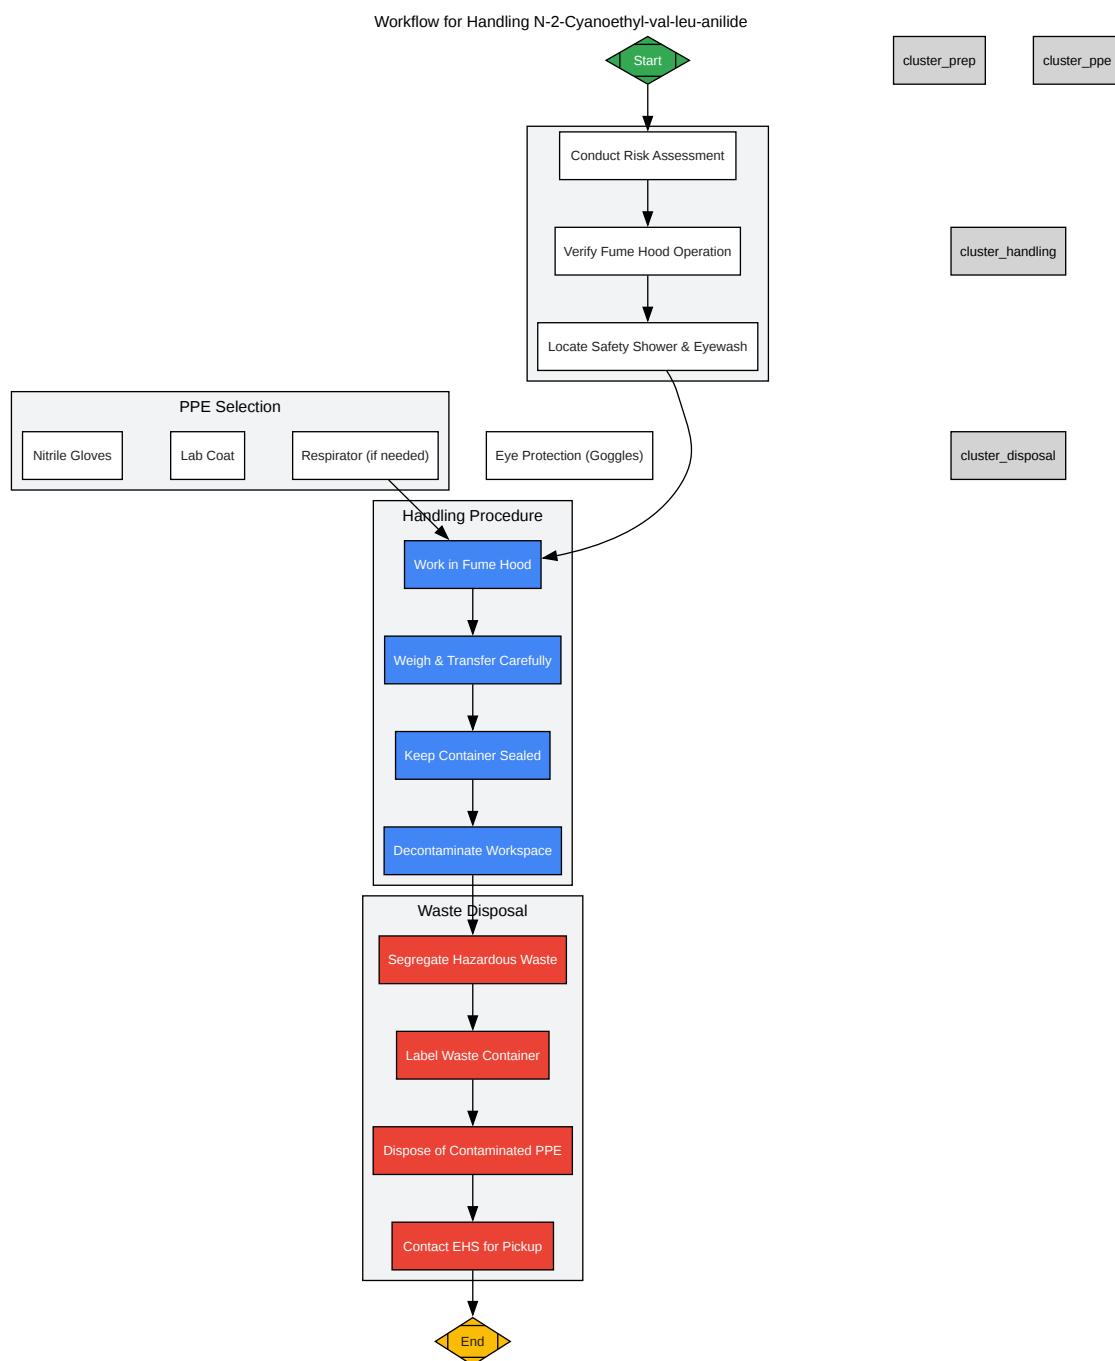 Workflow for Handling N-2-Cyanoethyl-val-leu-anilide
Start
cluster_prep
cluster_ppe
Conduct Risk Assessment
Verify Fume Hood Operation
cluster_handling
Locate Safety Shower & Eyewash
PPE Selection
Nitrile Gloves
Lab Coat
Respirator (if needed)
Eye Protection (Goggles)
cluster_disposal
Handling Procedure
Work in Fume Hood
Weigh & Transfer Carefully
Keep Container Sealed
Decontaminate Workspace
Waste Disposal
Segregate Hazardous Waste
Label Waste Container
Dispose of Contaminated PPE
Contact EHS for Pickup
End